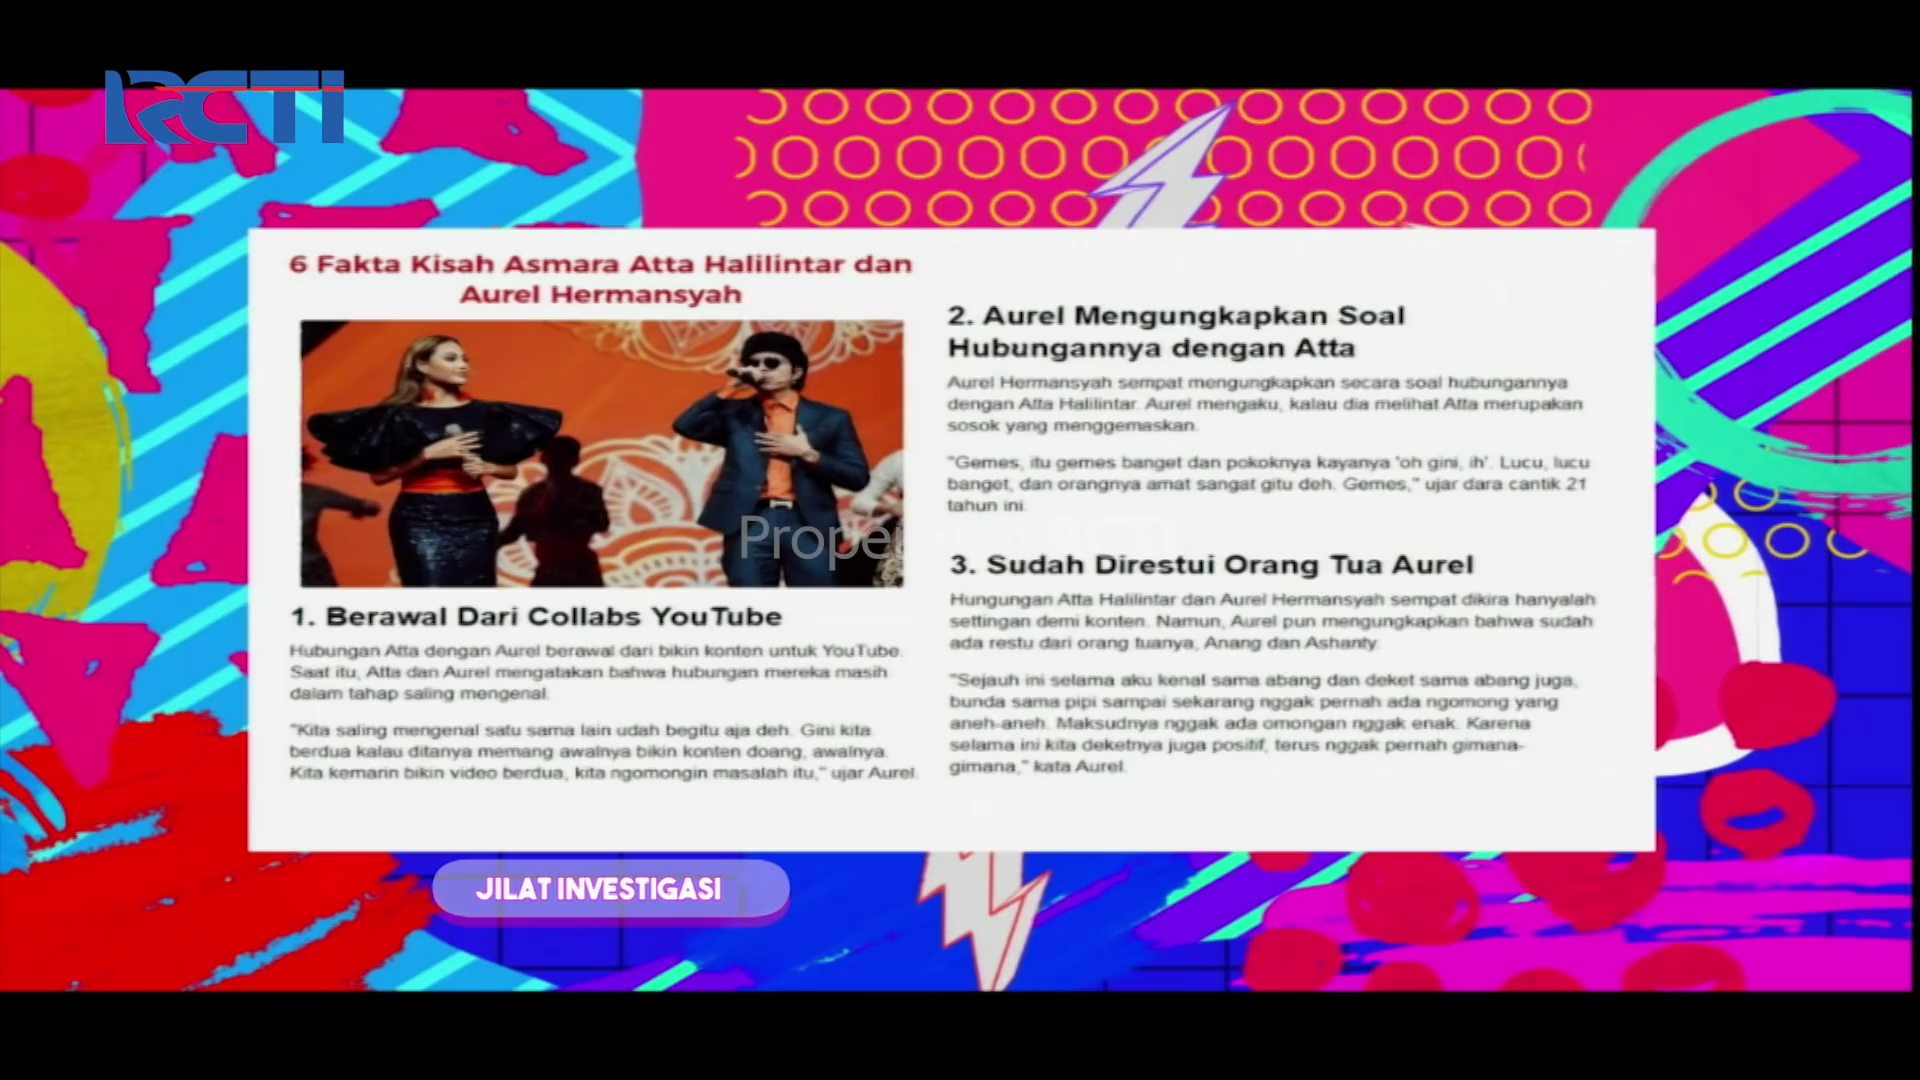 RCTI
6 Fakta Kisah Asmara Atta Halilintar dan
Aurel Hermansyah
1. Berawal Dari Collabs YouTube
Hubungan Atta dengan Aurel berawal dari bikin konten untuk YouTube.
Saat itu, Atta dan Aurel mengatakan bahwa hubungan mereka masih
dalam tahap saling mengenal.
"Kita saling mengenal satu sama lain udah begitu aja deh. Gini kita
berdua kalau ditanya memang awalnya bikin konten doang, awalnya.
Kita kemarin bikin video berdua, kita ngomongin masalah itu," ujar Aurel.
2. Aurel Mengungkapkan Soal
Hubungannya dengan Atta
Aurel Hermansyah sempat mengungkapkan secara soal hubungannya
dengan Atta Halilintar. Aurel mengaku, kalau dia melihat Atta merupakan
sosok yang menggemaskan.
"Gemes, itu gemes banget dan pokoknya kayanya 'oh gini, ih'. Lucu, lucu
banget, dan orangnya amat sangat gitu deh. Gemes," ujar dara cantik 21
tahun ini.
3. Sudah Direstui Orang Tua Aurel
Hungungan Atta Halilintar dan Aurel Hermansyah sempat dikira hanyalah
settingan demi konten. Namun, Aurel pun mengungkapkan bahwa sudah
ada restu dari orang tuanya, Anang dan Ashanty.
"Sejauh ini selama aku kenal sama abang dan deket sama abang juga,
bunda sama pipi sampai sekarang nggak pernah ada ngomong yang
aneh-aneh. Maksudnya nggak ada omongan nggak enak. Karena
selama ini kita deketnya juga positif, terus nggak pernah gimana-
gimana," kata Aurel.
JILAT INVESTIGASI